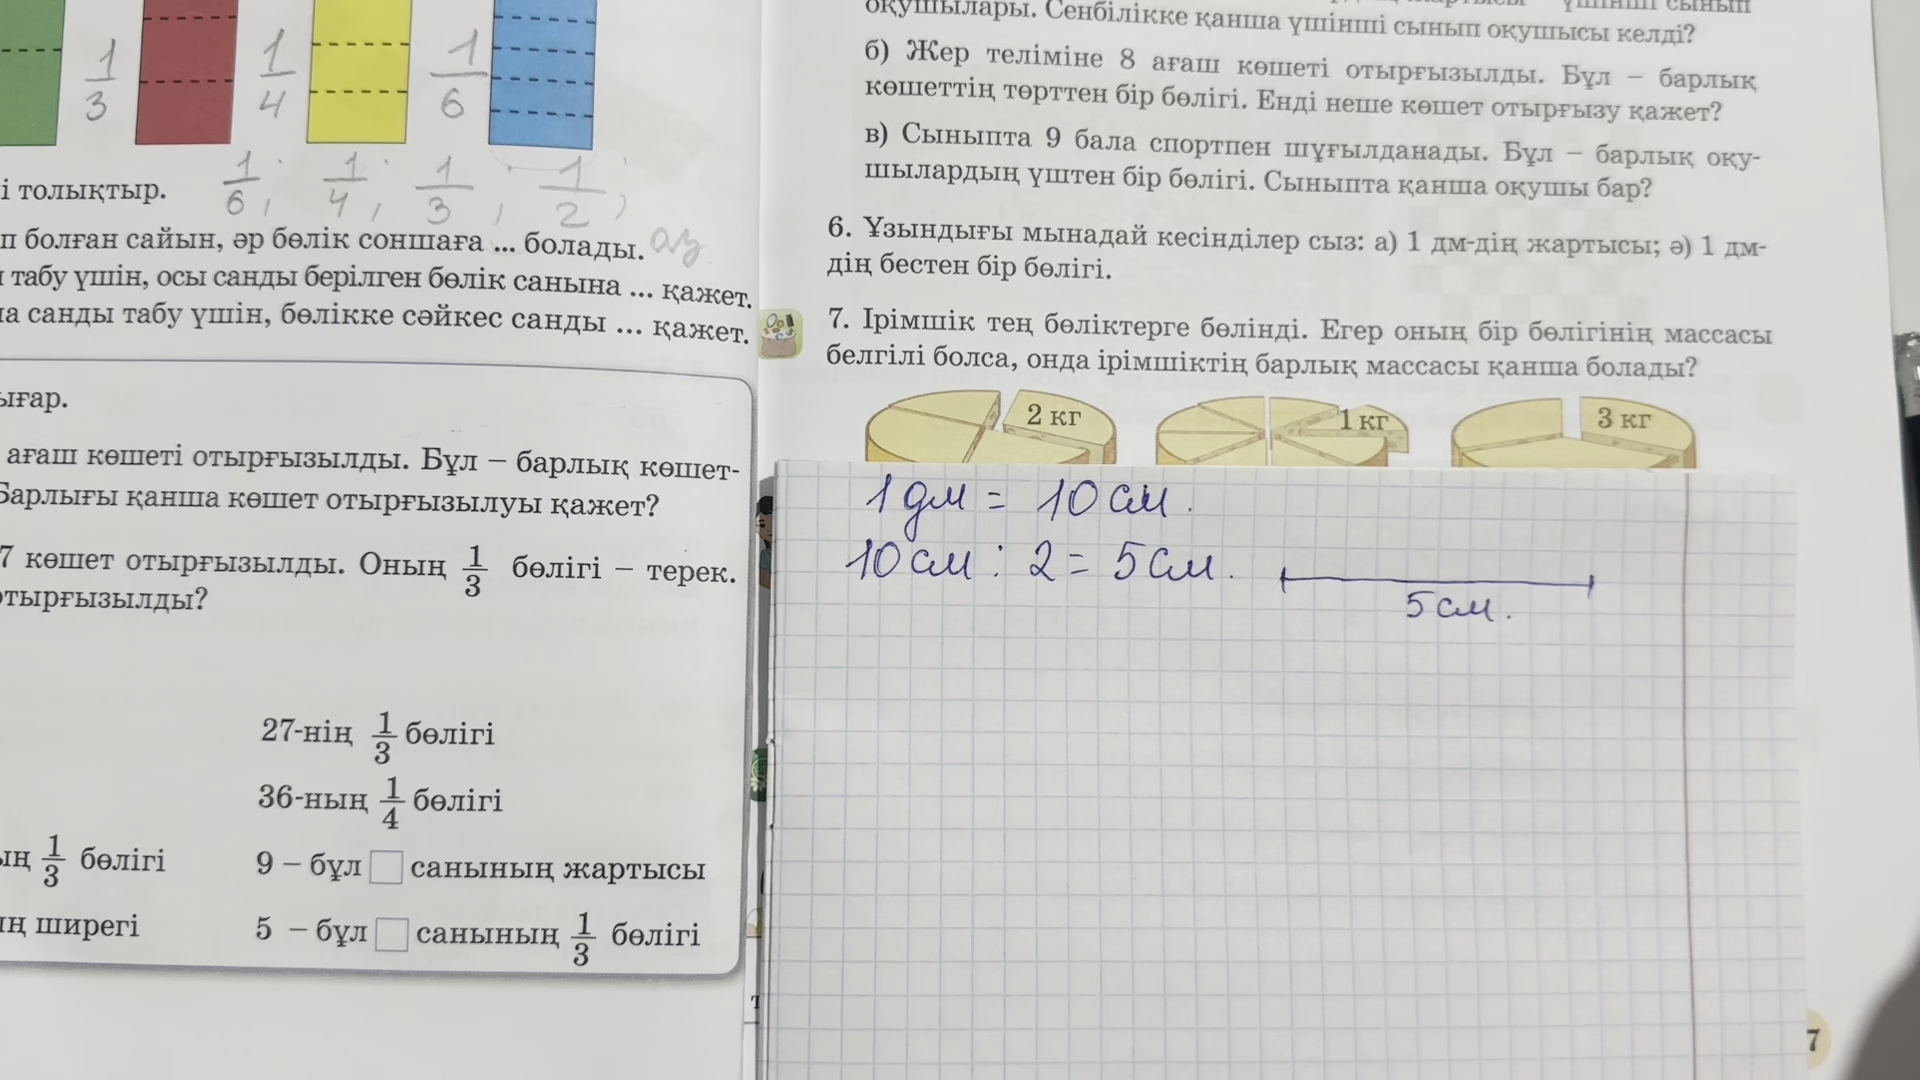 1/3 1/4 1/6
1/6; 1/4; 1/3; 1/2;
толықтыр.
болған сайын, әр бөлік соншаға ... болады. аз
табу үшін, осы санды берілген бөлік санына ... қажет.
санды табу үшін, бөлікке сәйкес санды ... қажет.
ағаш көшеті отырғызылды. Бұл – барлық көшет-
Барлығы қанша көшет отырғызылуы қажет?
7 көшет отырғызылды. Оның 1/3 бөлігі – терек.
отырғызылды?
27-нің 1/3 бөлігі
36-ның 1/4 бөлігі
1/3 бөлігі 9 – бұл □ санының жартысы
ширегі 5 – бұл □ санының 1/3 бөлігі
оқушылары. Сенбілікке қанша үшінші сынып оқушысы келді?
б) Жер теліміне 8 ағаш көшеті отырғызылды. Бұл – барлық
көшеттің төрттен бір бөлігі. Енді неше көшет отырғызу қажет?
в) Сыныпта 9 бала спортпен шұғылданады. Бұл – барлық оқу-
шылардың үштен бір бөлігі. Сыныпта қанша оқушы бар?
6. Ұзындығы мынадай кесінділер сыз: а) 1 дм-дің жартысы; ә) 1 дм-
дің бестен бір бөлігі.
7. Ірімшік тең бөліктерге бөлінді. Егер оның бір бөлігінің массасы
белгілі болса, онда ірімшіктің барлық массасы қанша болады?
2 кг 1 кг 3 кг
1 дм = 10 см.
10 см : 2 = 5 см.
5 см.
7